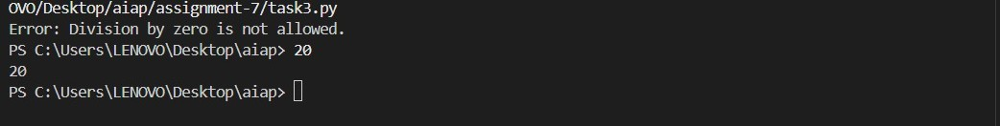 OVO/Desktop/aiap/assignment-7/task3.py
Error: Division by zero is not allowed.
PS C:\Users\LENOVO\Desktop\aiap> 20
20
PS C:\Users\LENOVO\Desktop\aiap>